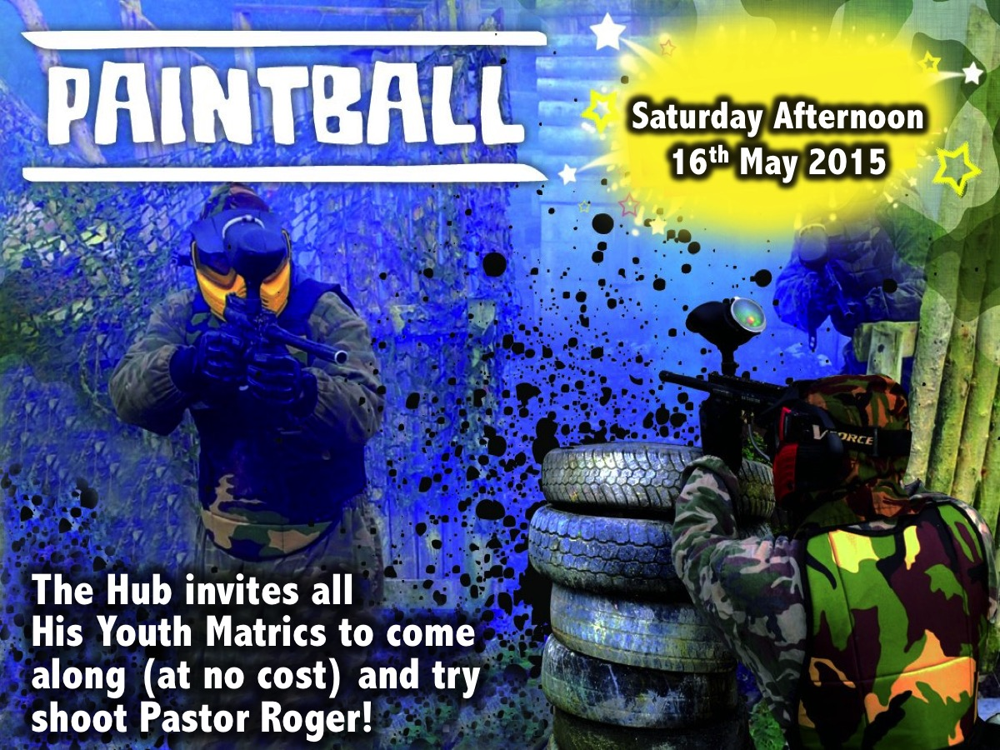 PAINTBALL
Saturday Afternoon
16th May 2015
V FORCE
The Hub invites all
His Youth Matrics to come
along (at no cost) and try
shoot Pastor Roger!